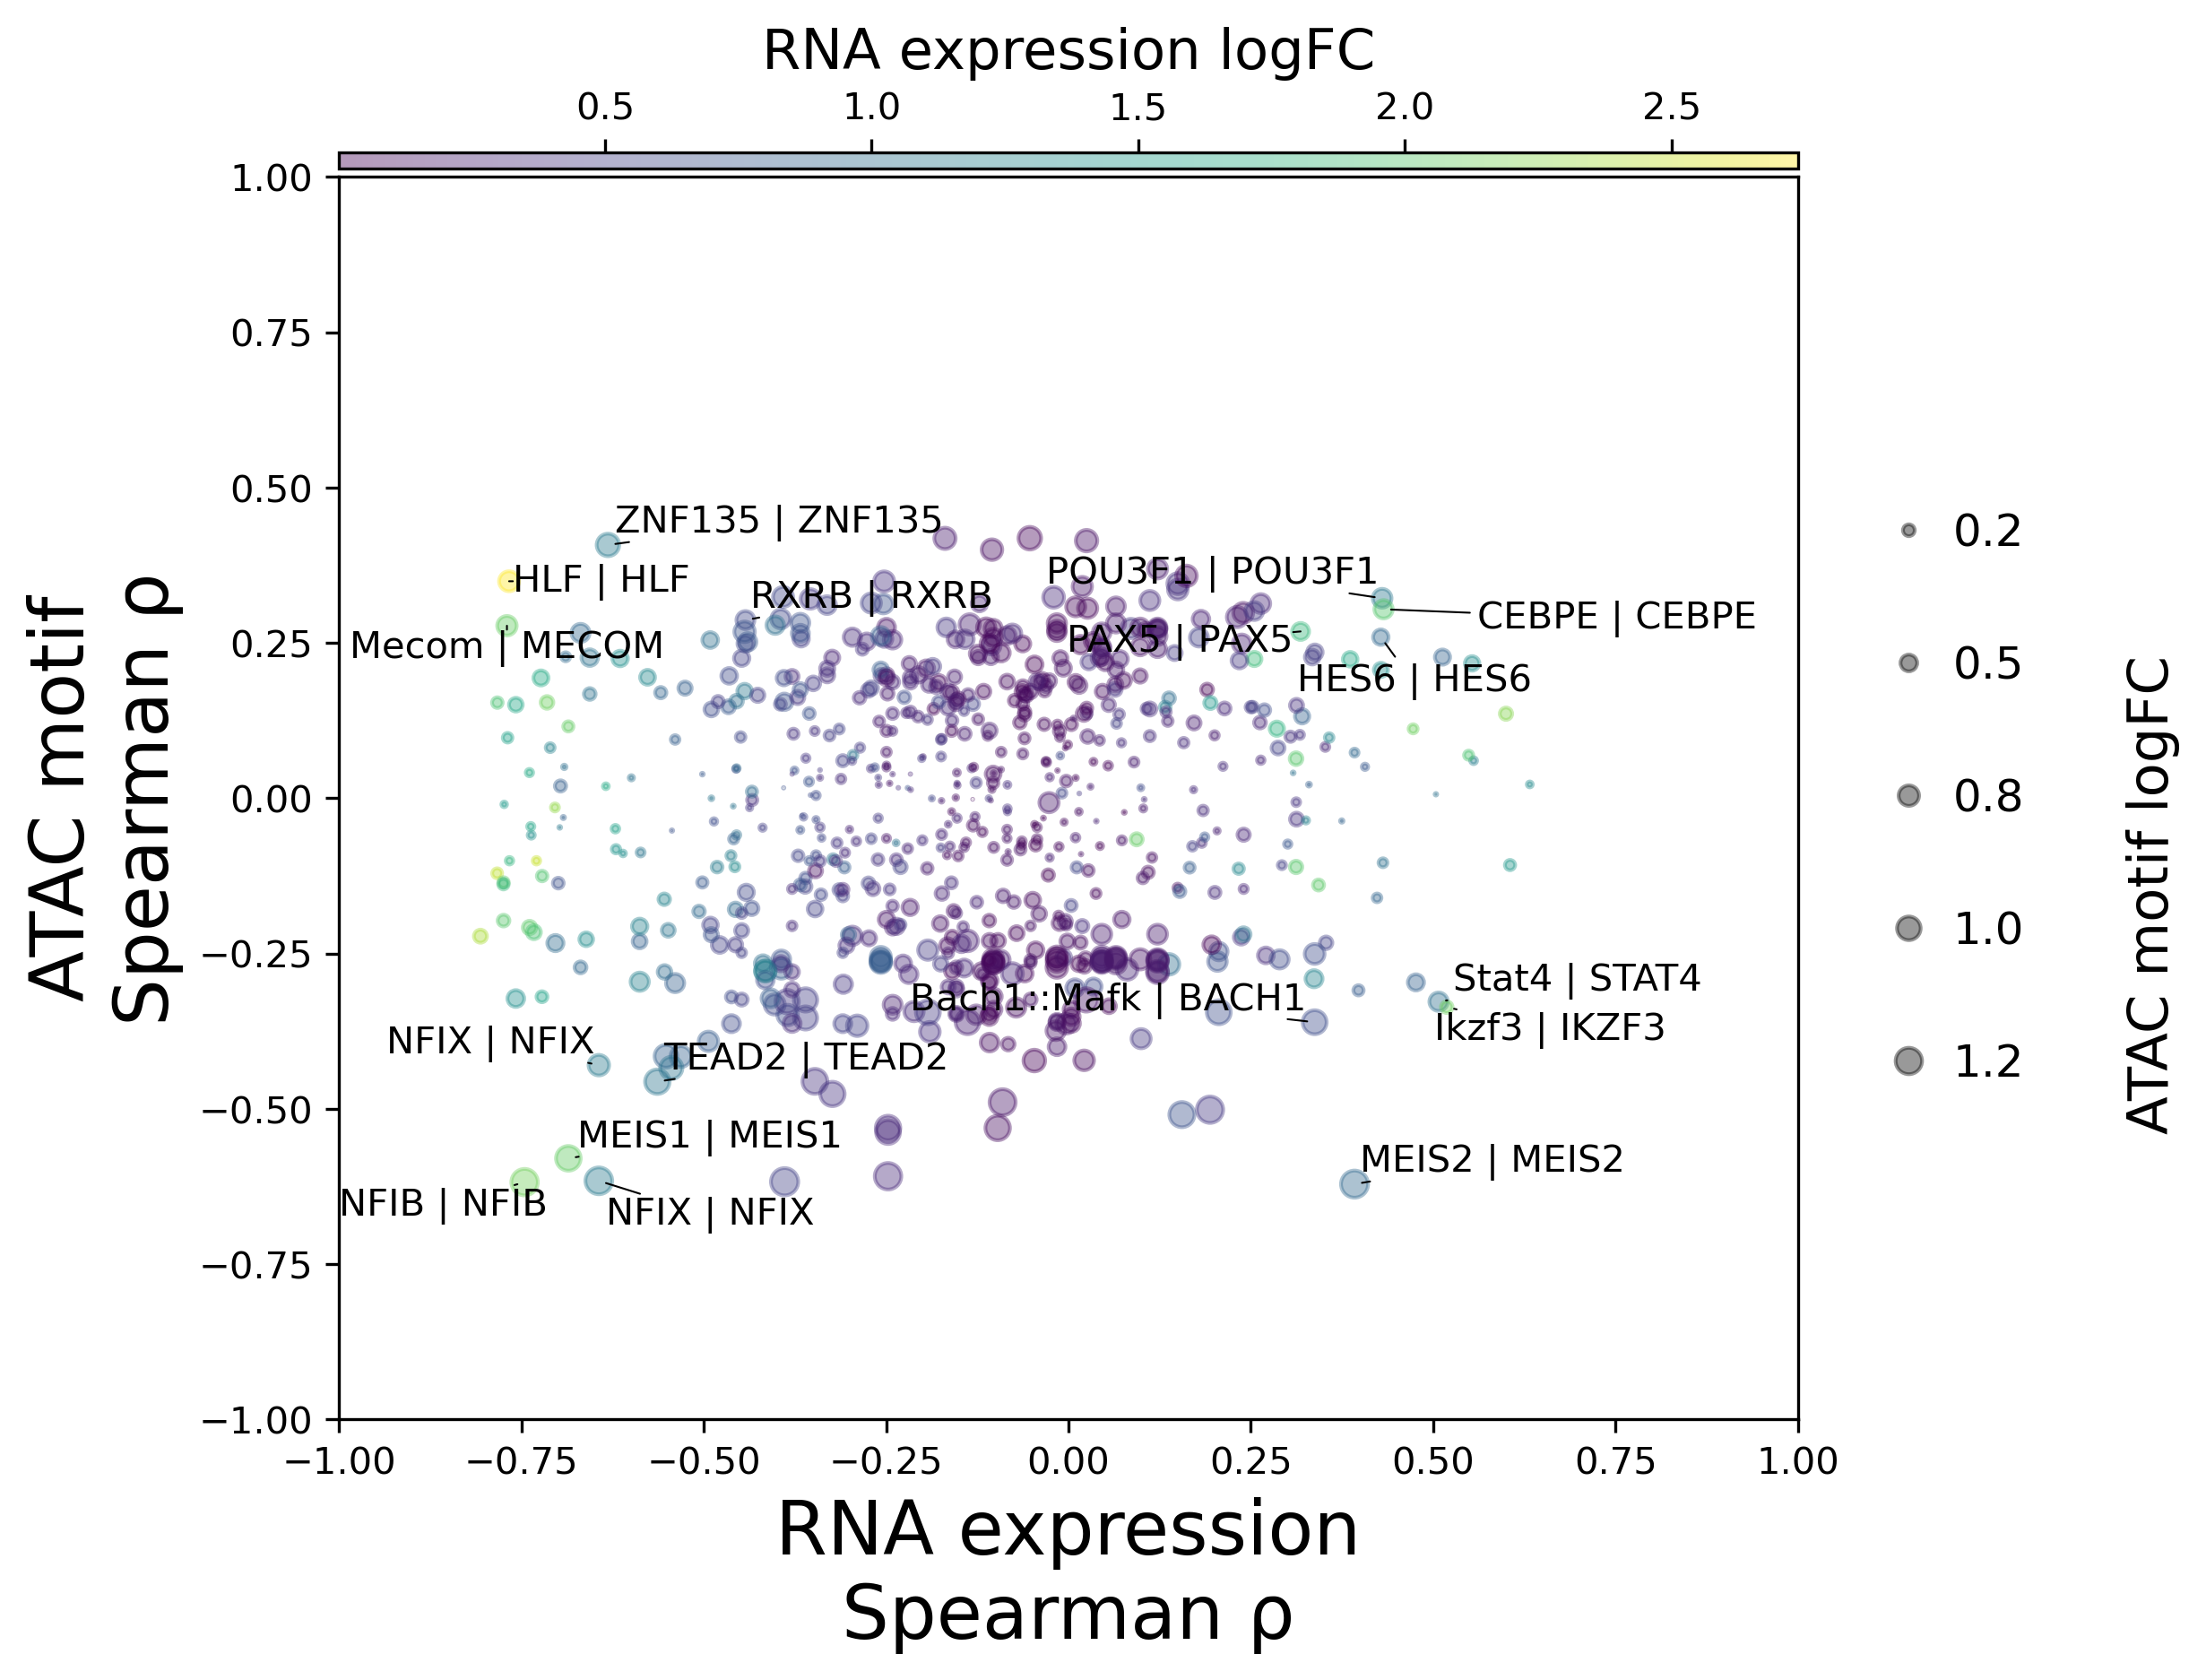 RNA expression logFC
0.5 1.0 1.5 2.0 2.5
1.00
0.75
0.50
0.25
0.00
−0.25
−0.50
−0.75
−1.00
ATAC motif
Spearman ρ
ZNF135 | ZNF135
HLF | HLF
RXRB | RXRB
POU3F1 | POU3F1
CEBPE | CEBPE
Mecom | MECOM
PAX5 | PAX5
HES6 | HES6
Stat4 | STAT4
Bach1::Mafk | BACH1
Ikzf3 | IKZF3
NFIX | NFIX
TEAD2 | TEAD2
MEIS1 | MEIS1
MEIS2 | MEIS2
NFIB | NFIB
NFIX | NFIX
−1.00 −0.75 −0.50 −0.25 0.00 0.25 0.50 0.75 1.00
RNA expression
Spearman ρ
0.2
0.5
0.8
1.0
1.2
ATAC motif logFC